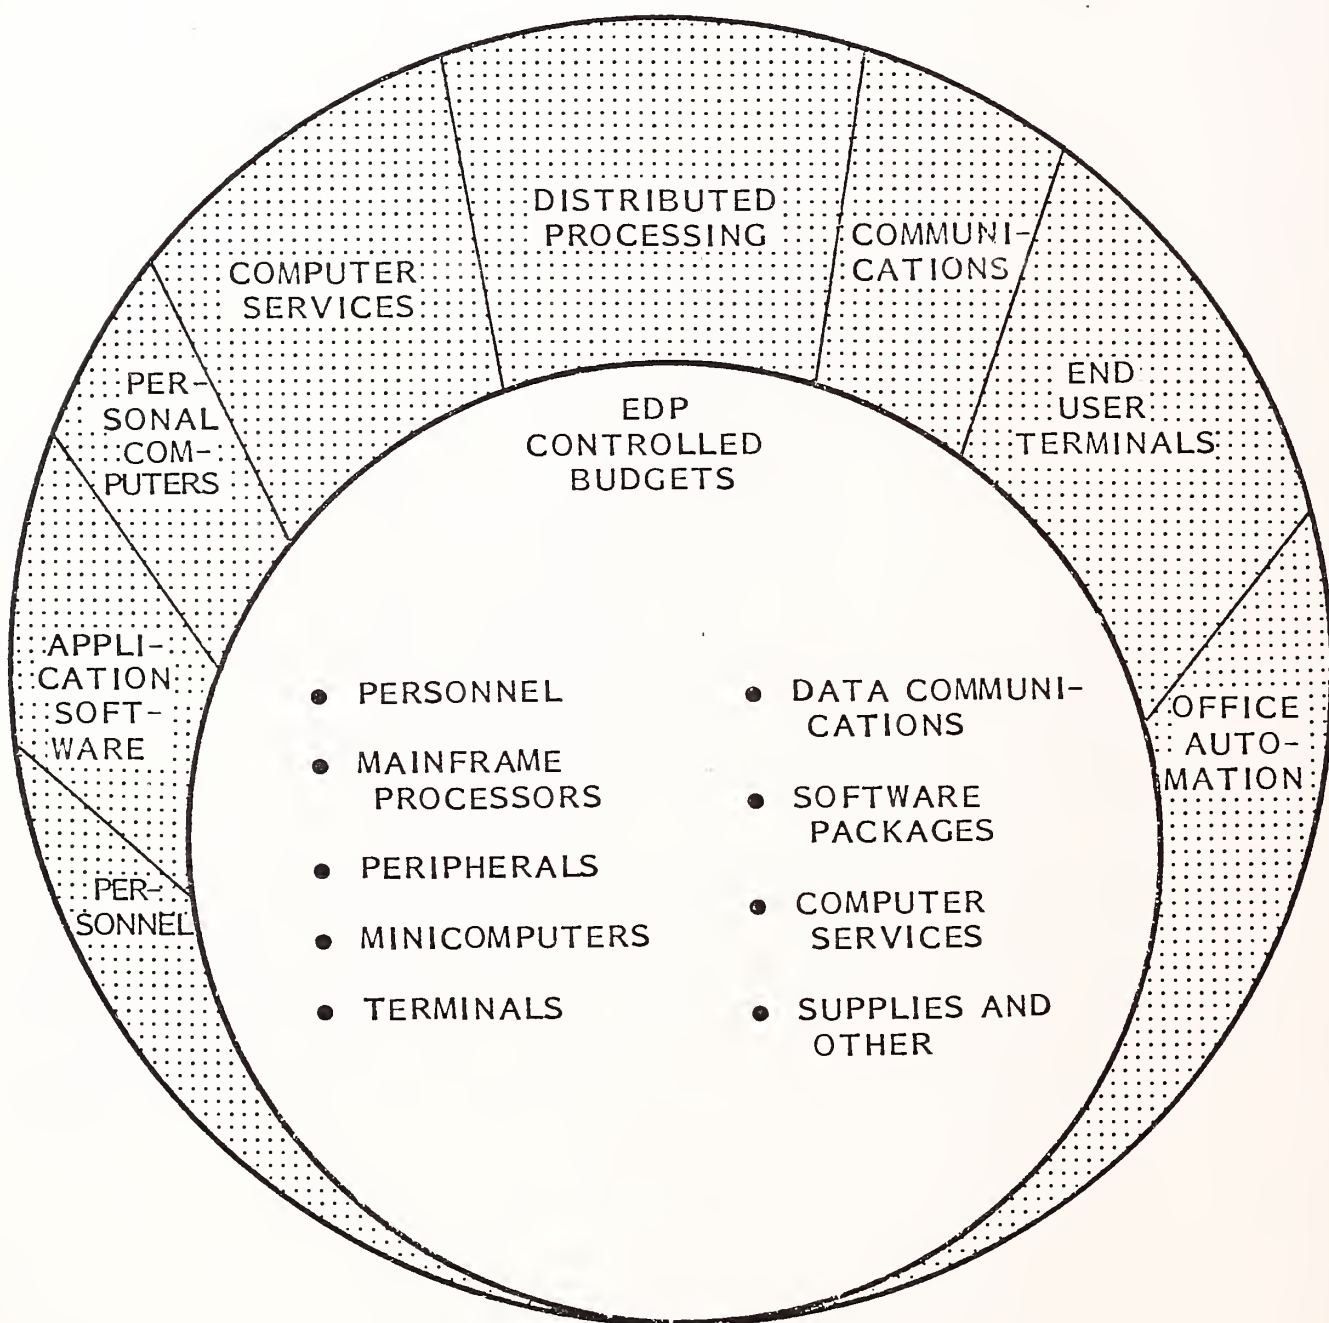 DISTRIBUTED
PROCESSING
COMMUNI-
CATIONS
COMPUTER
SERVICES
END
USER
TERMINALS
PER-
SONAL
COM-
PUTERS
APPLI-
CATION
SOFT-
WARE
PER-
SONNEL
OFFICE
AUTO-
MATION
EDP
CONTROLLED
BUDGETS
• PERSONNEL
• MAINFRAME
PROCESSORS
• PERIPHERALS
• MINICOMPUTERS
• TERMINALS
• DATA COMMUNI-
CATIONS
• SOFTWARE
PACKAGES
• COMPUTER
SERVICES
• SUPPLIES AND
OTHER